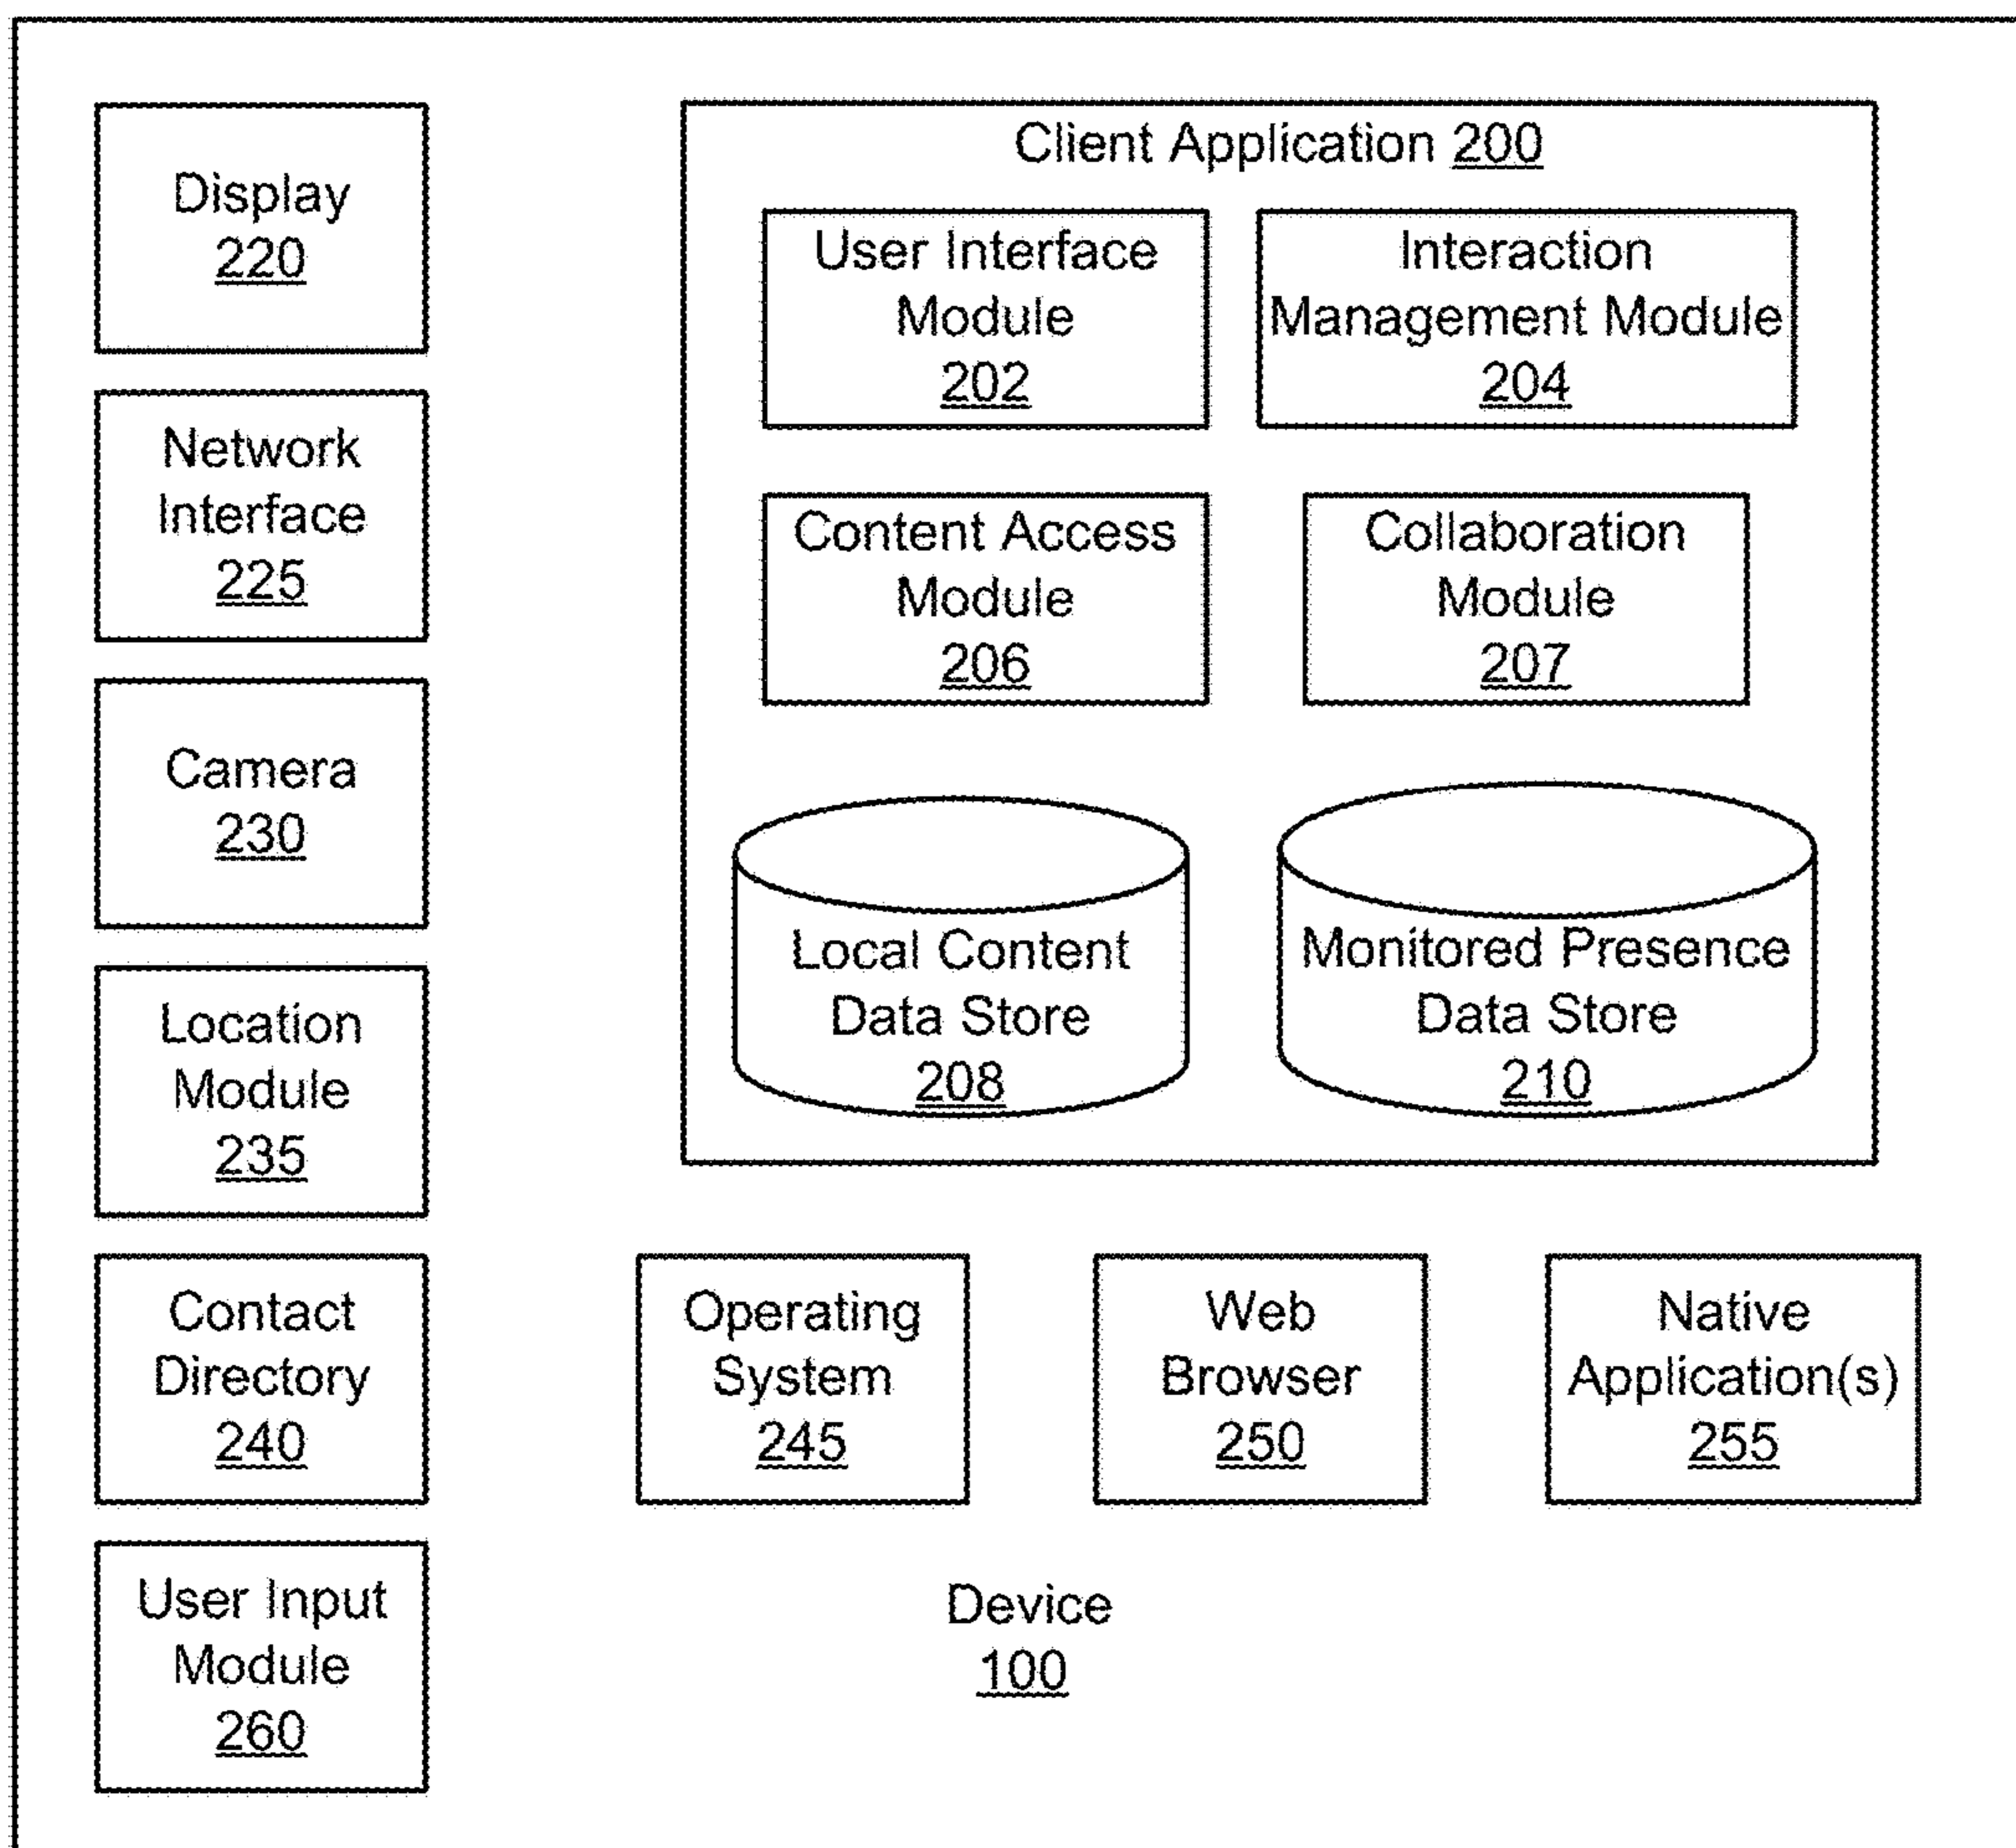 Display
220
Network
Interface
225
Camera
230
Location
Module
235
Contact
Directory
240
User Input
Module
260
Client Application 200
User Interface
Module
202
Interaction
Management Module
204
Content Access
Module
206
Collaboration
Module
207
Local Content
Data Store
208
Monitored Presence
Data Store
210
Operating
System
245
Web
Browser
250
Native
Application(s)
255
Device
100